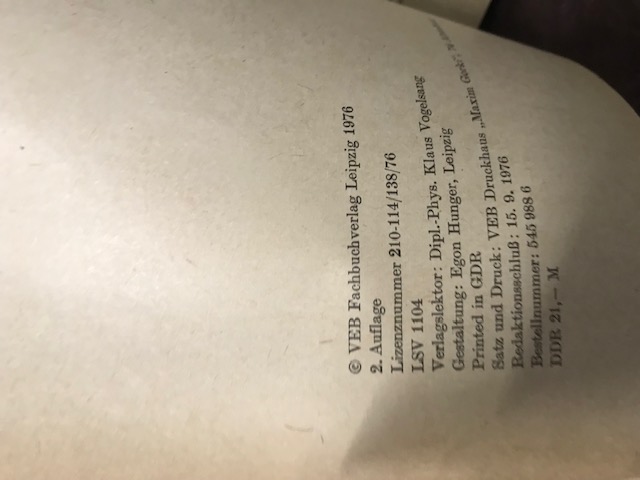 © VEB Fachbuchverlag Leipzig 1976
2. Auflage
Lizenznummer 210-114/138/76
LSV 1104
Verlagslektor: Dipl.-Phys. Klaus Vogelsang
Gestaltung: Egon Hunger, Leipzig
Printed in GDR
Satz und Druck: VEB Druckhaus „Maxim Gorki“, 74
Redaktionsschluß: 15. 9. 1976
Bestellnummer: 545 988 6
DDR 21,– M